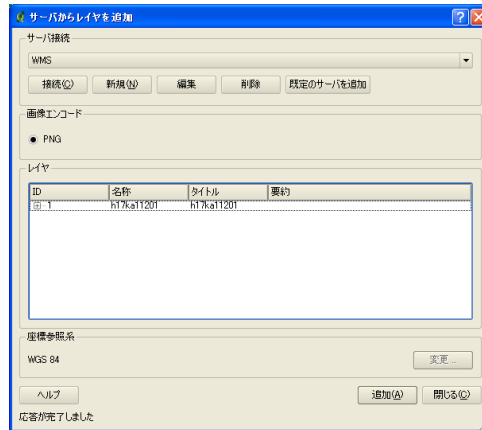 サーバからレイヤを追加
サーバ接続
WMS
接続(C) 新規(N) 編集 削除 既定のサーバを追加
画像エンコード
PNG
レイヤ
ID 名称 タイトル 要約
1 h17ka11201 h17ka11201
座標参照系
WGS 84 変更...
ヘルプ 追加(A) 閉じる(C)
応答が完了しました